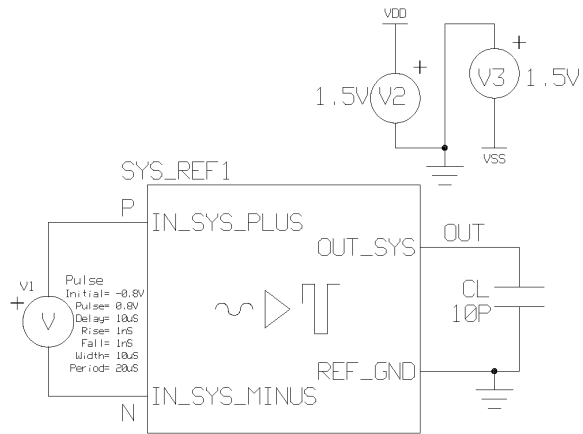 VDD
+
+
1.5V
V2
V3
1.5V
VSS
SYS_REF1
P
IN_SYS_PLUS
OUT_SYS
OUT
V1
+
V
Pulse
Initial= -0.8V
Pulse= 0.8V
Delay= 10uS
Rise= 1nS
Fall= 1nS
Width= 10uS
Period= 20uS
CL
10P
REF_GND
IN_SYS_MINUS
N